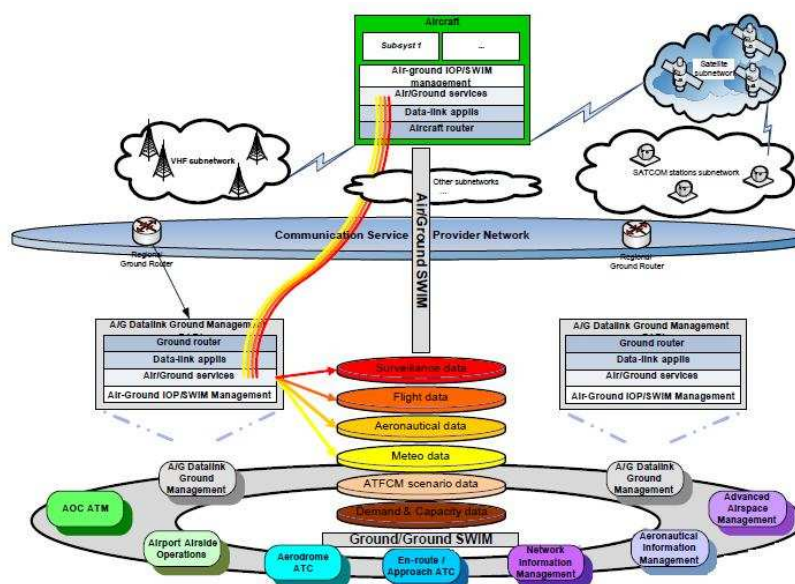 Aircraft
Subsyst 1
...
Air-ground IOP/SWIM
management
Air/Ground services
Data-link applis
Aircraft router
Satellite
subnetwork
VHF subnetwork
Other subnetworks
...
SATCOM stations subnetwork
Air/Ground SWIM
Communication Service
Provider Network
Regional/
Ground Router
Regional/
Ground Router
A/G Datalink Ground Management
Ground router
Data-link applis
Air/Ground services
Air-Ground IOP/SWIM Management
A/G Datalink Ground Management
Ground router
Data-link applis
Air/Ground services
Air-Ground IOP/SWIM Management
Surveillance data
Flight data
Aeronautical data
Meteo data
ATFCM scenario data
Demand & Capacity data
Ground/Ground SWIM
A/G Datalink
Ground
Management
A/G Datalink
Ground
Management
AOC ATM
Advanced
Airspace
Management
Airport Airside
Operations
Aeronautical
Information
Management
Aerodrome
ATC
En-route /
Approach ATC
Network
Information
Management